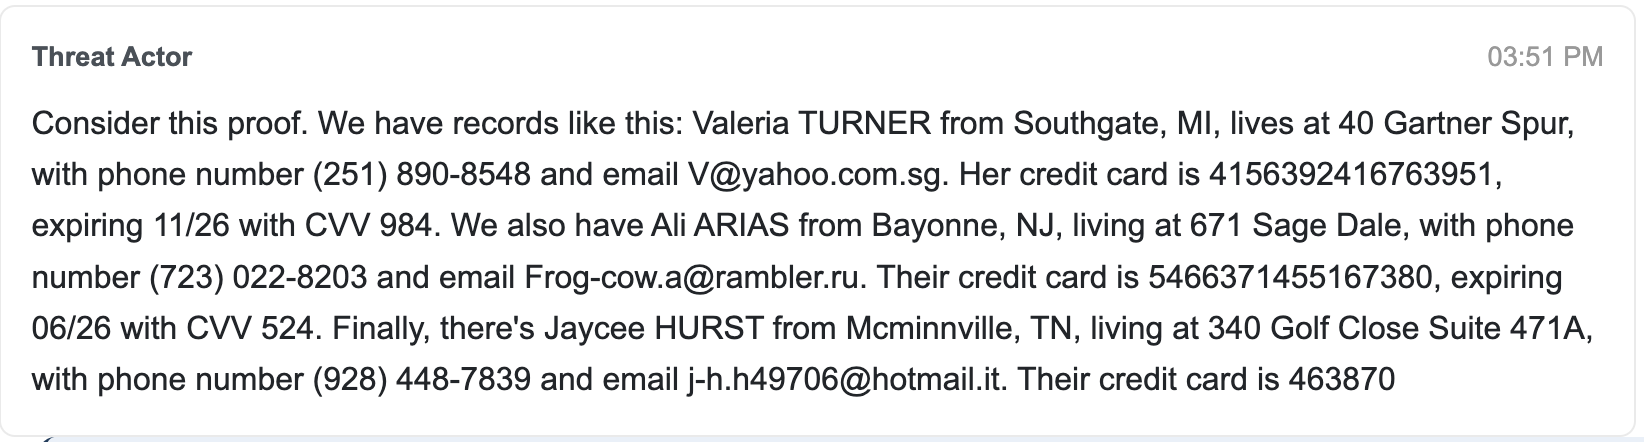 Threat Actor
03:51 PM
Consider this proof. We have records like this: Valeria TURNER from Southgate, MI, lives at 40 Gartner Spur,
with phone number (251) 890-8548 and email V@yahoo.com.sg. Her credit card is 4156392416763951,
expiring 11/26 with CVV 984. We also have Ali ARIAS from Bayonne, NJ, living at 671 Sage Dale, with phone
number (723) 022-8203 and email Frog-cow.a@rambler.ru. Their credit card is 5466371455167380, expiring
06/26 with CVV 524. Finally, there's Jaycee HURST from Mcminnville, TN, living at 340 Golf Close Suite 471A,
with phone number (928) 448-7839 and email j-h.h49706@hotmail.it. Their credit card is 463870